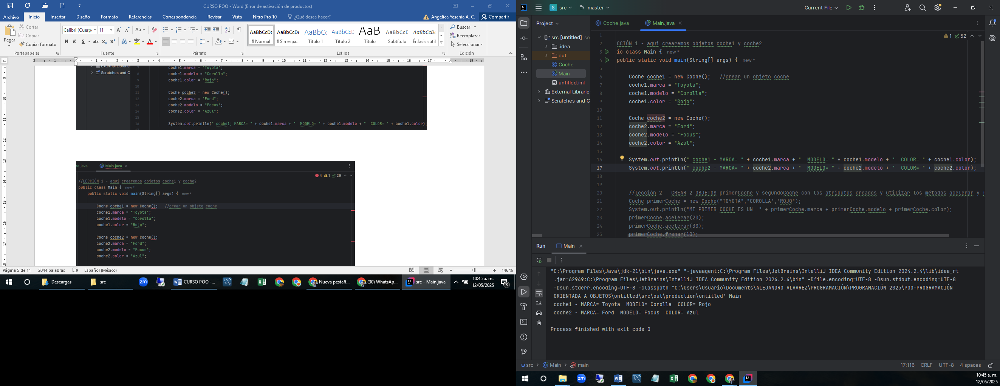 CURSO POO - Word (Error de activación de productos)
Archivo Inicio Insertar Diseño Formato Referencias Correspondencia Revisar Vista Nitro Pro 10 ¿Qué desea hacer? Angelica Yesenia A. C. Compartir
Pegar
Cortar
Copiar
Copiar formato
Calibri (Cuerpo 11
N K S abc x₂ x²
AaBbCcDc AaBbCcDc AaBbC AaBbCcE AaB AaBbCcD AaBbCcDc
¶ Normal ¶ Sin espa... Título 1 Título 2 Título Subtítulo Énfasis sutil
Buscar
Reemplazar
Seleccionar
Portapapeles Fuente Párrafo Estilos Edición
External Libraries
Scratches and C
7 coche1.marca = "Toyota";
8 coche1.modelo = "Corolla";
9 coche1.color = "Rojo";
10
11 Coche coche2 = new Coche();
12 coche2.marca = "Ford";
13 coche2.modelo = "Focus";
14 coche2.color = "Azul";
15
16 System.out.println(" coche1; MARCA= " + coche1.marca + "  MODELO= " + coche1.modelo + "  COLOR= " + coche1.color);
17
he.java Main.java
4 1 29
//LECCIÓN 1 - aqui crearemos objetos coche1 y coche2
public class Main { new *
public static void main(String[] args) { new *
Coche coche1 = new Coche();   //crear un objeto coche
coche1.marca = "Toyota";
coche1.modelo = "Corolla";
coche1.color = "Rojo";
Coche coche2 = new Coche();
coche2.marca = "Ford";
coche2.modelo = "Focus";
coche2.color = "Azul";
Página 5 de 11 2044 palabras Español (México) 146 %
Descargas src zm CURSO POO -... Nueva pestañ... (30) WhatsAp... src – Main.java 10:45 a. m.
12/05/2025 3
S src master Current File
Project
Coche.java Main.java
src [untitled] so
.idea
out
Coche
Main
untitled.iml
External Libraries
Scratches and C
1 52
1
2 CCIÓN 1 - aqui crearemos objetos coche1 y coche2
3 ic class Main { new *
4 public static void main(String[] args) { new *
5
6 Coche coche1 = new Coche();   //crear un objeto coche
7 coche1.marca = "Toyota";
8 coche1.modelo = "Corolla";
9 coche1.color = "Rojo";
10
11 Coche coche2 = new Coche();
12 coche2.marca = "Ford";
13 coche2.modelo = "Focus";
14 coche2.color = "Azul";
15
16 System.out.println(" coche1 - MARCA= " + coche1.marca + "  MODELO= " + coche1.modelo + "  COLOR= " + coche1.color);
17 System.out.println(" coche2 - MARCA= " + coche2.marca + "  MODELO= " + coche2.modelo + "  COLOR= " + coche2.color);
18
19
20 //lección 2   CREAR 2 OBJETOS primerCoche y segundoCoche con los atributos creados y utilizar los métodos acelerar y f
21 Coche primerCoche = new Coche("TOYOTA","COROLLA","ROJO");
22 System.out.println("MI PRIMER COCHE ES UN  " + primerCoche.marca + primerCoche.modelo + primerCoche.color);
23 primerCoche.acelerar(20);
24 primerCoche.acelerar(30);
25 primerCoche.frenar(10);
Run Main
"C:\Program Files\Java\jdk-21\bin\java.exe" "-javaagent:C:\Program Files\JetBrains\IntelliJ IDEA Community Edition 2024.2.4\lib\idea_rt
.jar=62949:C:\Program Files\JetBrains\IntelliJ IDEA Community Edition 2024.2.4\bin" -Dfile.encoding=UTF-8 -Dsun.stdout.encoding=UTF-8
-Dsun.stderr.encoding=UTF-8 -classpath "C:\Users\Usuario\Documents\ALEJANDRO ALVAREZ\PROGRAMACIÓN\PROGRAMACIÓN 2025\POO-PROGRAMACIÓN
ORIENTADA A OBJETOS\untitled\src\out\production\untitled" Main
coche1 - MARCA= Toyota  MODELO= Corolla  COLOR= Rojo
coche2 - MARCA= Ford  MODELO= Focus  COLOR= Azul
Process finished with exit code 0
src > Main > main 17:116 CRLF UTF-8 4 spaces
zm 10:45 a. m.
12/05/2025